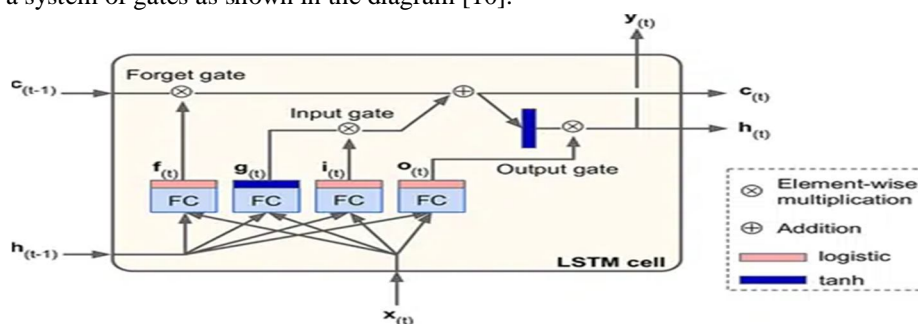 a system of gates as shown in the diagram [10].
y(t)
Forget gate
c(t-1)
c(t)
Input gate
h(t)
f(t)
g(t)
i(t)
o(t)
Output gate
FC
FC
FC
FC
Element-wise
multiplication
Addition
h(t-1)
LSTM cell
logistic
tanh
x(t)